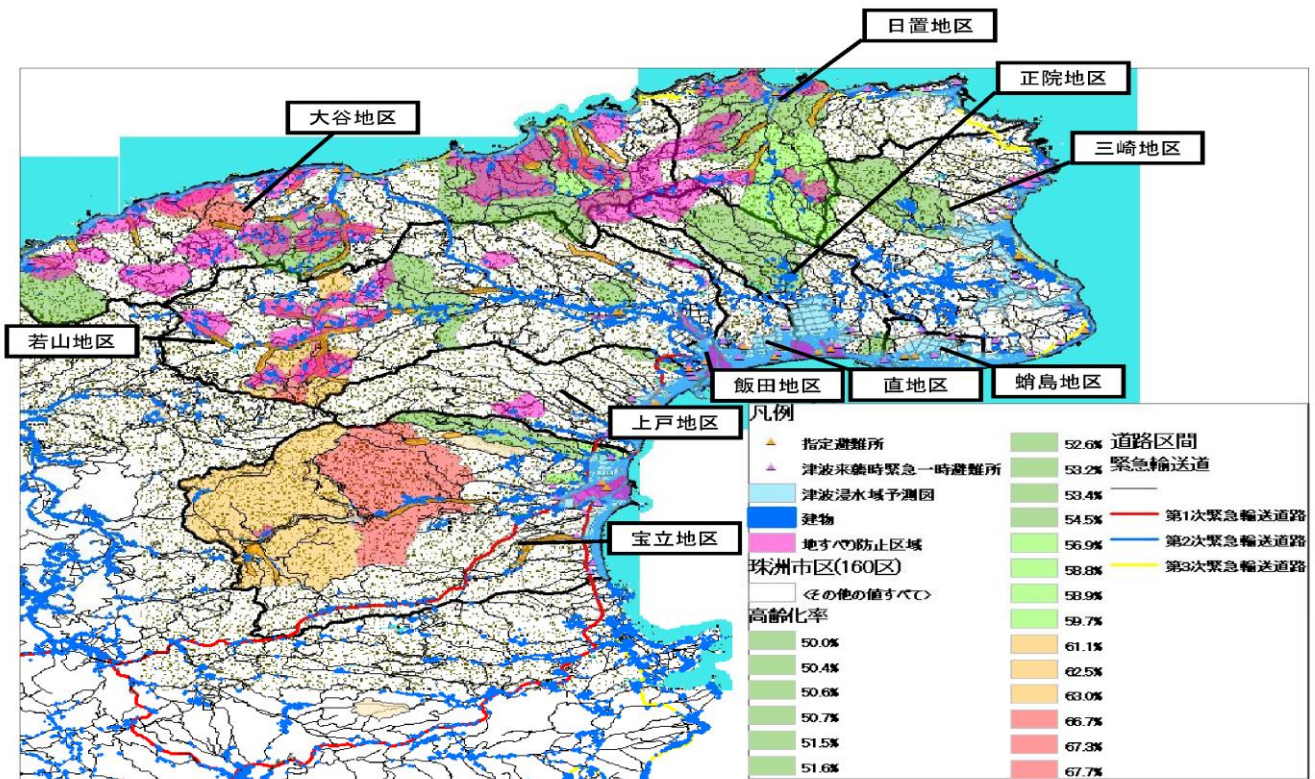 日置地区
正院地区
大谷地区
三崎地区
若山地区
飯田地区
直地区
蛸島地区
上戸地区
宝立地区
凡例
指定避難所
津波来襲時緊急一時避難所
津波浸水域予測図
建物
地すべり防止区域
珠洲市区(160区)
<その他の値すべて>
高齢化率
50.0%
50.4%
50.6%
50.7%
51.5%
51.6%
52.6%
53.2%
53.4%
54.5%
56.9%
58.8%
58.9%
59.7%
61.1%
62.5%
63.0%
66.7%
67.3%
67.7%
道路区間
緊急輸送道
第1次緊急輸送道路
第2次緊急輸送道路
第3次緊急輸送道路